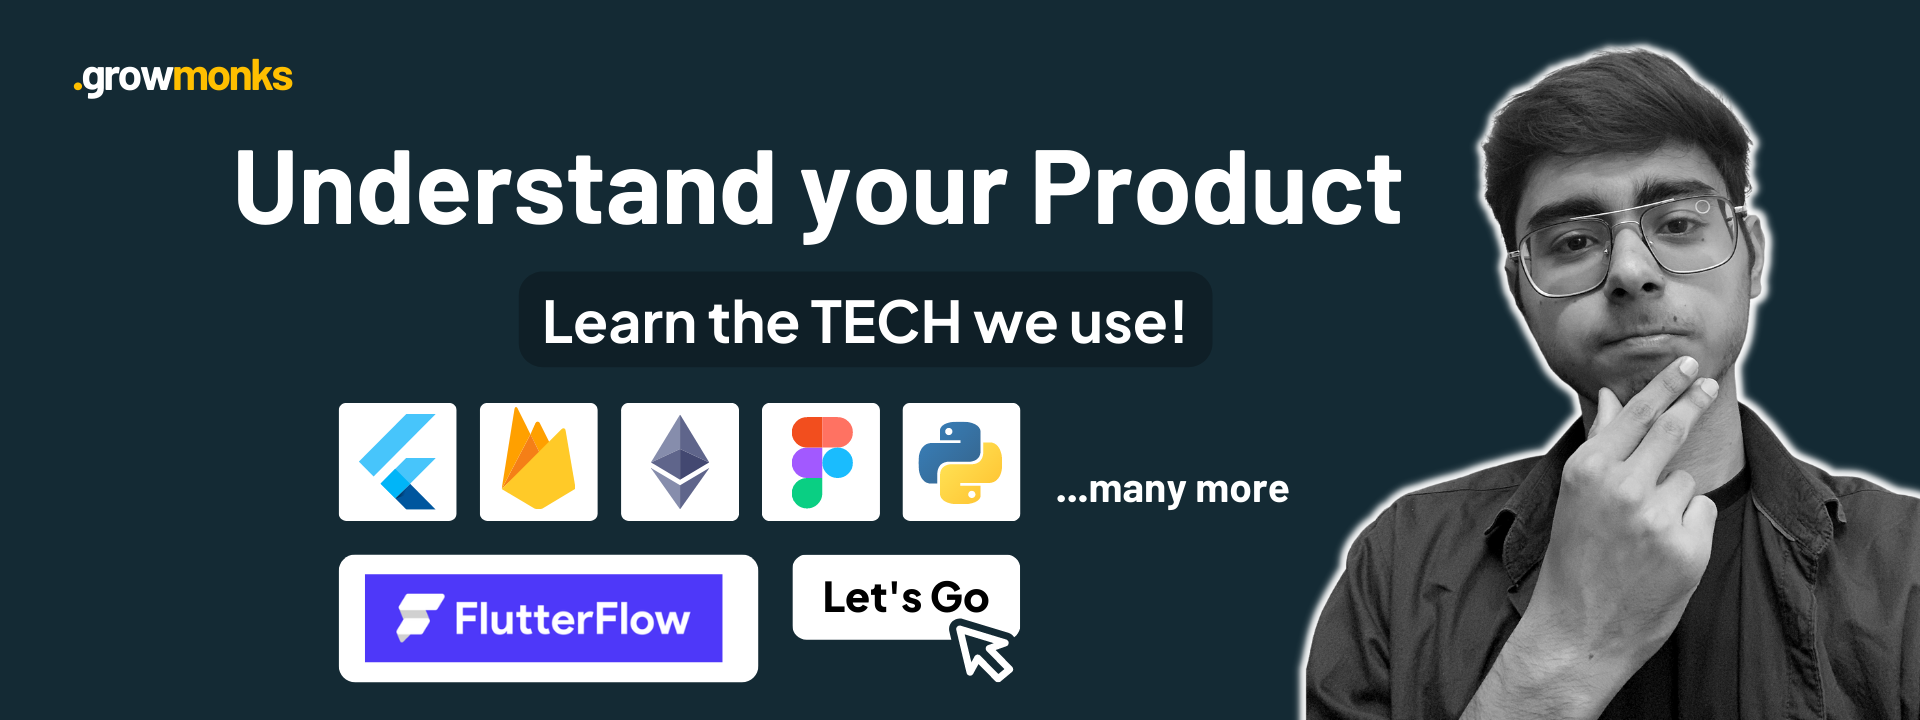 .growmonks
Understand your Product
Learn the TECH we use!
...many more
FlutterFlow
Let's Go